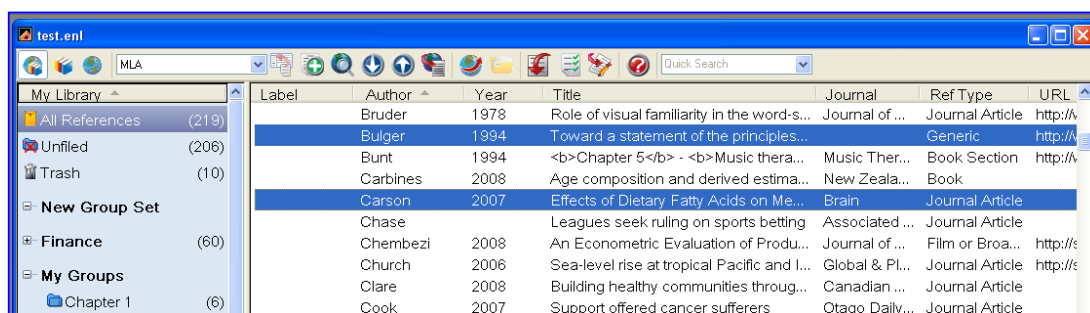 test.enl
MLA Quick Search
My Library Label Author Year Title Journal Ref Type URL
All References (219) Bruder 1978 Role of visual familiarity in the word-s... Journal of ... Journal Article http://v
Unfiled (206) Bulger 1994 Toward a statement of the principles... Generic http://v
Trash (10) Bunt 1994 <b>Chapter 5</b> - <b>Music thera... Music Ther... Book Section http://v
Carbines 2008 Age composition and derived estima... New Zeala... Book
New Group Set Carson 2007 Effects of Dietary Fatty Acids on Me... Brain Journal Article
Chase Leagues seek ruling on sports betting Associated ... Journal Article
Finance (60) Chembezi 2008 An Econometric Evaluation of Produ... Journal of ... Film or Broa... http://s
My Groups Church 2006 Sea-level rise at tropical Pacific and I... Global & Pl... Journal Article http://s
Chapter 1 (6) Clare 2008 Building healthy communities throug... Canadian ... Journal Article
Cook 2007 Support offered cancer sufferers Otago Daily... Journal Article